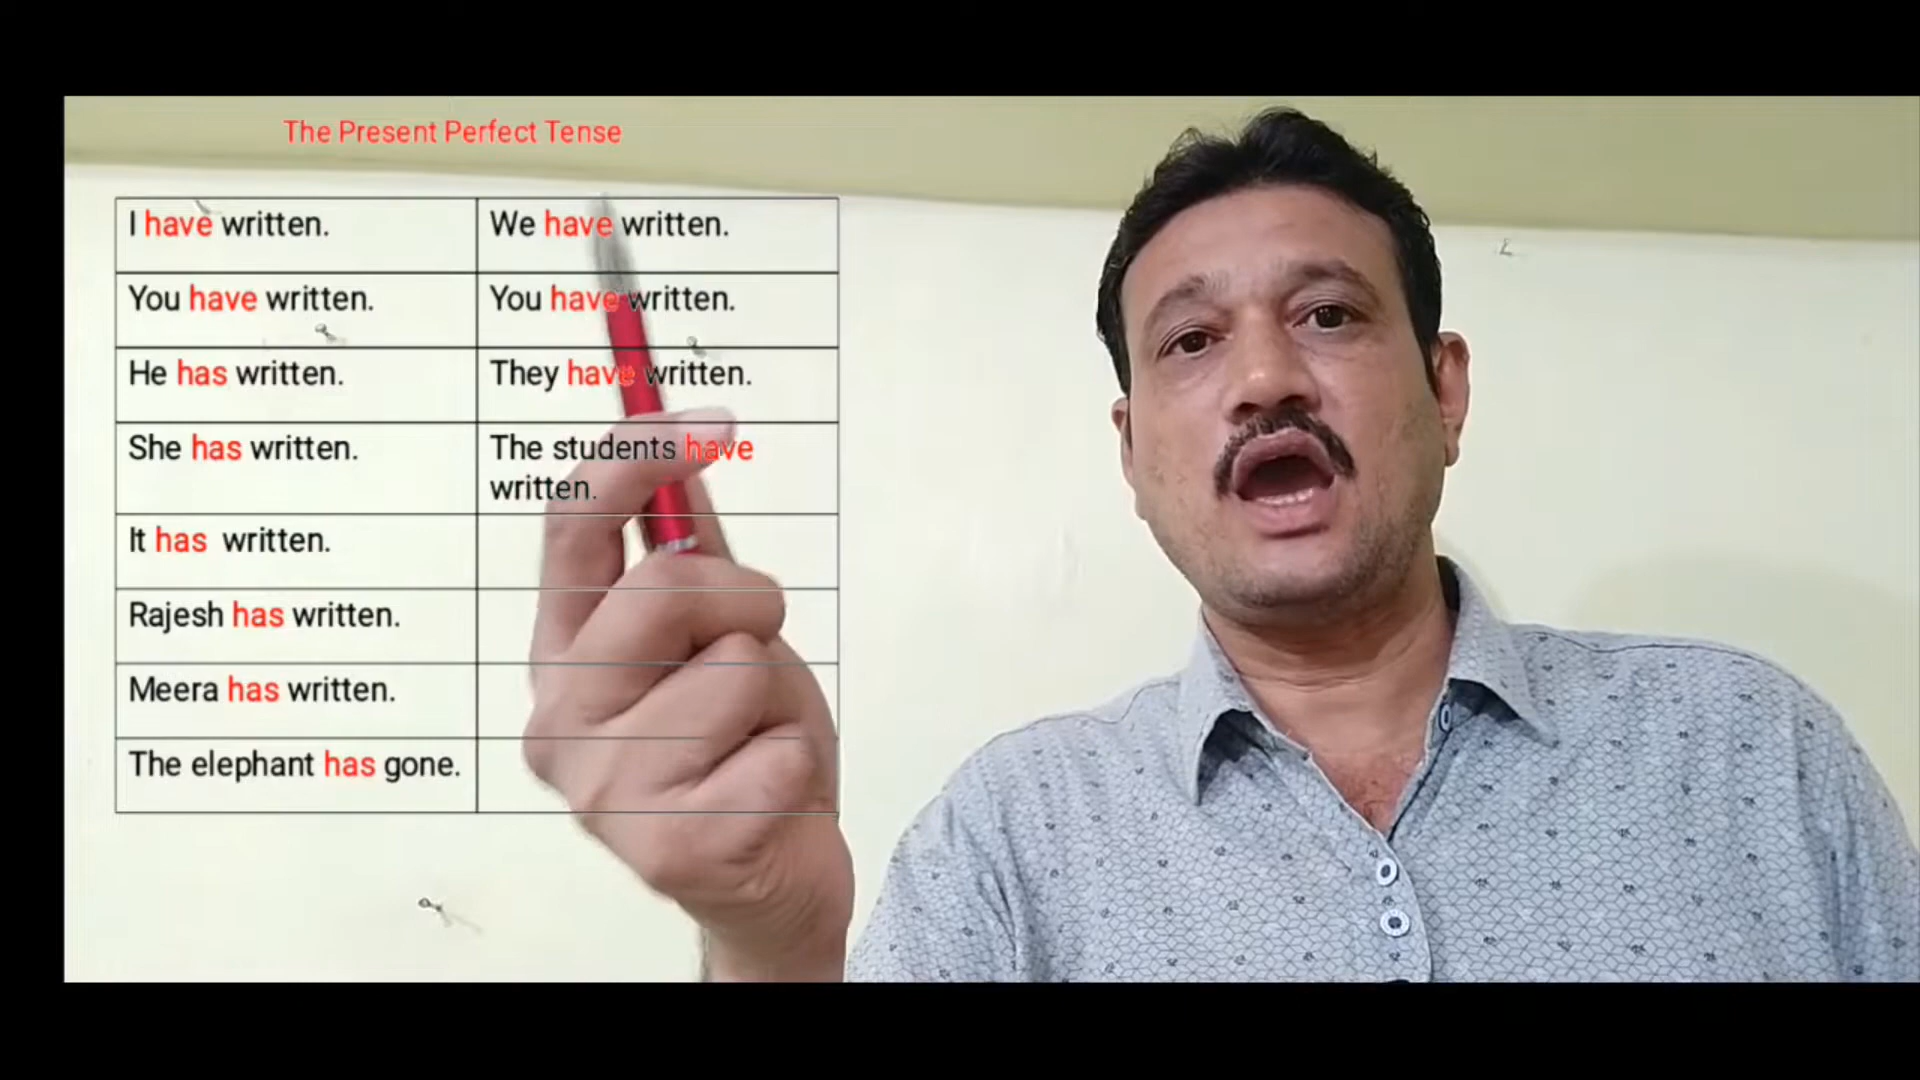 The Present Perfect Tense
I have written.
We have written.
You have written.
You have written.
He has written.
They have written.
She has written.
The students have
written.
It has written.
Rajesh has written.
Meera has written.
The elephant has gone.